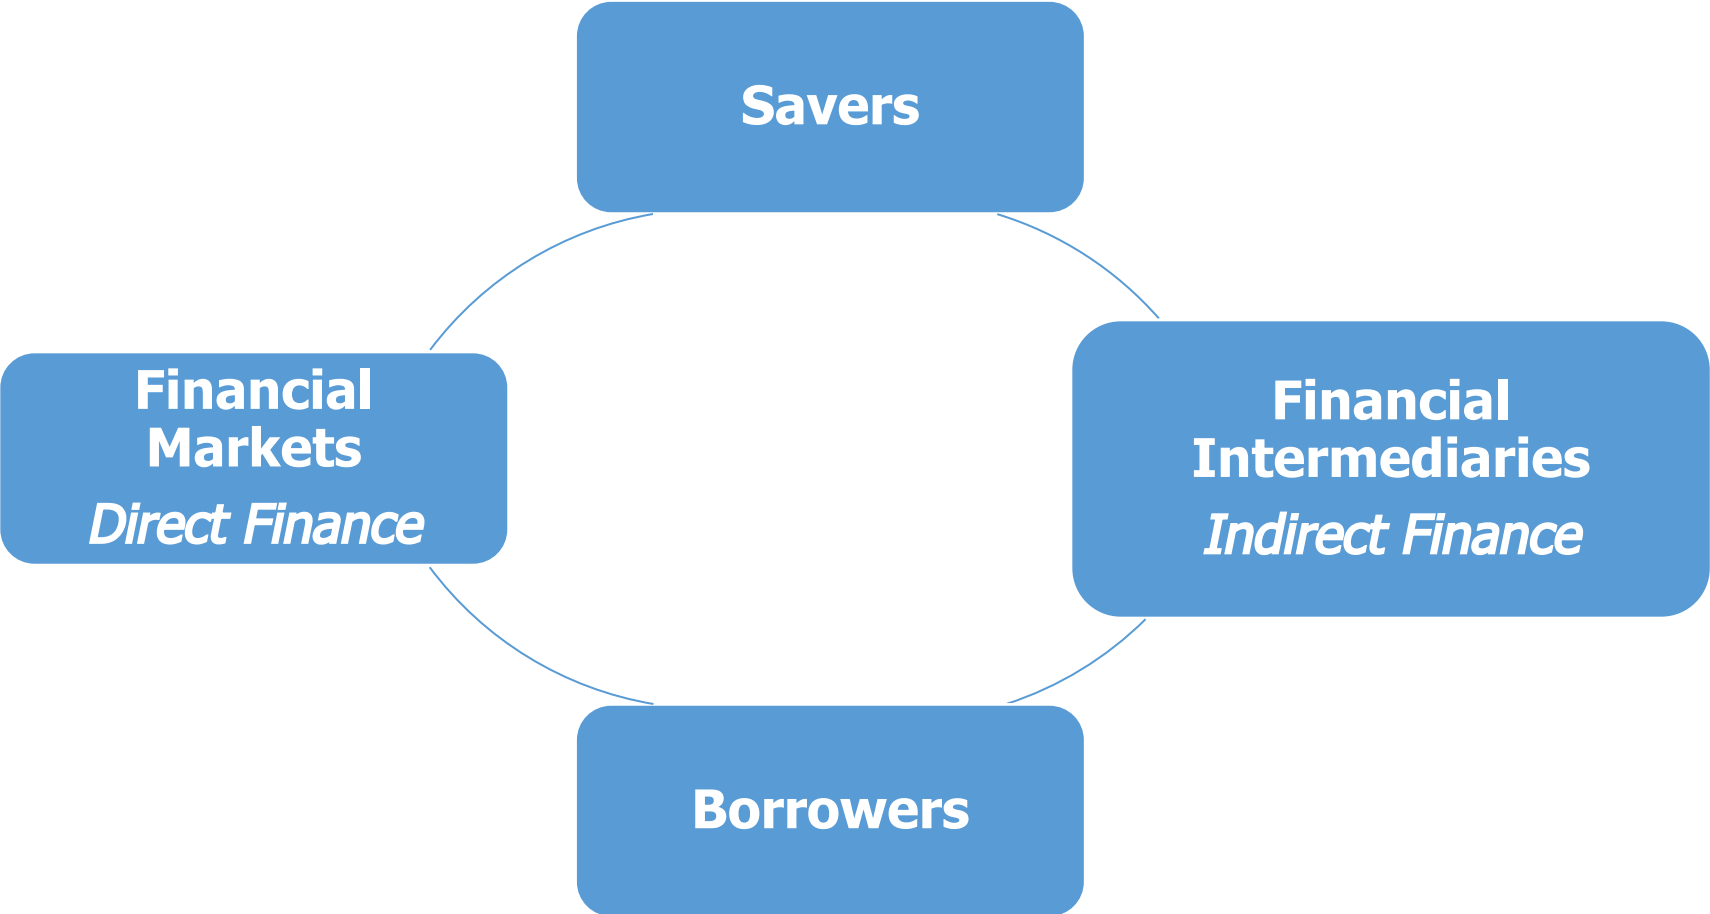 Savers
Financial
Markets
Direct Finance
Financial
Intermediaries
Indirect Finance
Borrowers